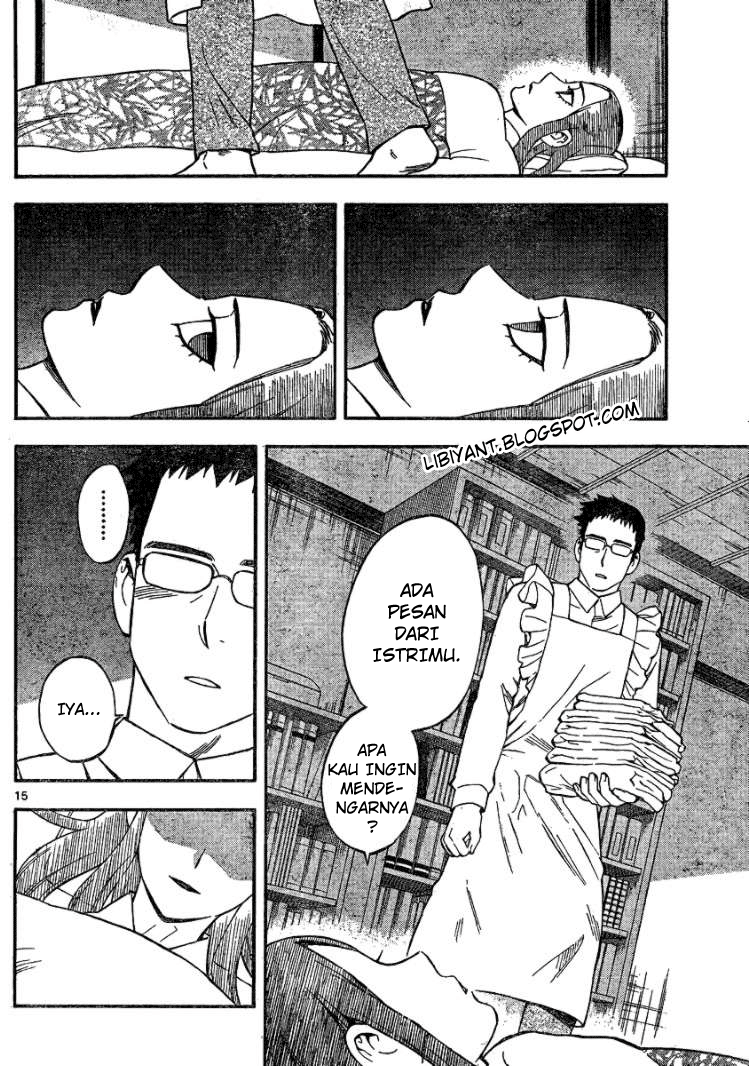 LIBIYANT.BLOGSPOT.COM
ADA
PESAN
DARI
ISTRIMU.
APA
KAU INGIN
MENDE-
NGARNYA
?
.........
IYA...
15